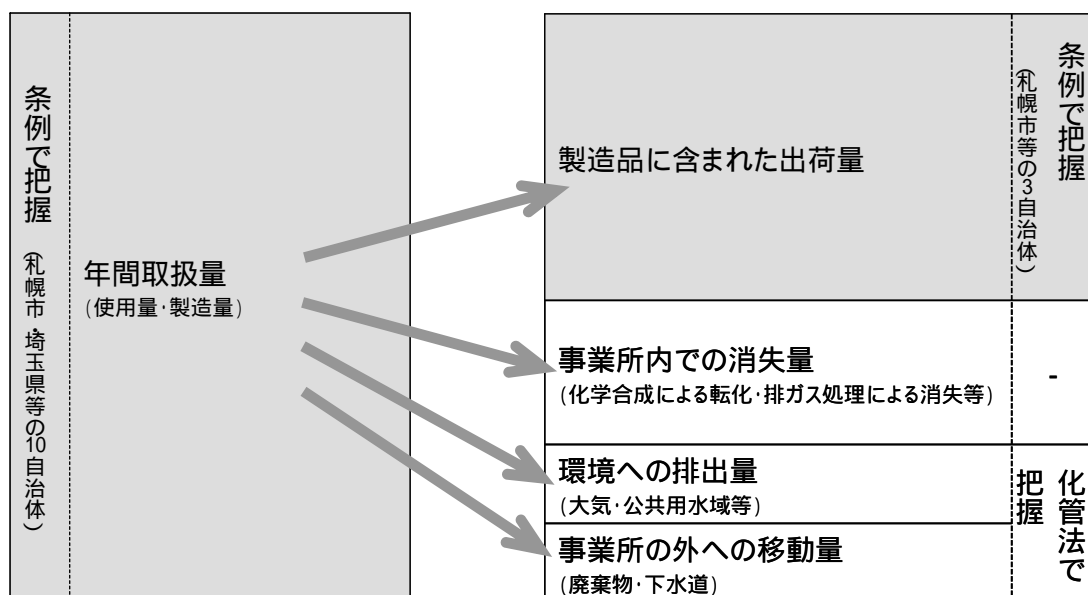 条例で把握
(札幌市・埼玉県等の10自治体)
年間取扱量
(使用量・製造量)
製造品に含まれた出荷量
条例で把握
(札幌市等の3自治体)
事業所内での消失量
(化学合成による転化・排ガス処理による消失等)
-
環境への排出量
(大気・公共用水域等)
事業所の外への移動量
(廃棄物・下水道)
化管法で
把握